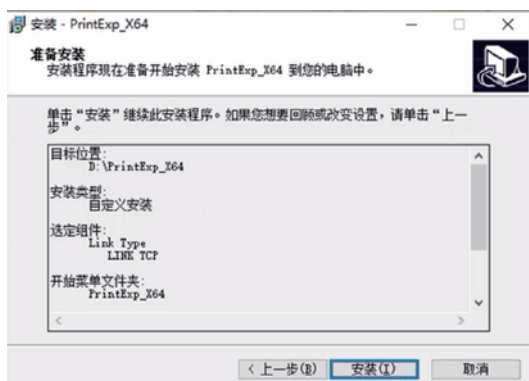 安装 - PrintExp_X64
准备安装
安装程序现在准备开始安装 PrintExp_X64 到您的电脑中。
单击“安装”继续此安装程序。如果您想要回顾或改变设置，请单击“上一
步”。
目标位置:
D:\PrintExp_X64
安装类型:
自定义安装
选定组件:
Link Type
LINK TCP
开始菜单文件夹:
PrintExp_X64
< 上一步(B)
安装(I)
取消